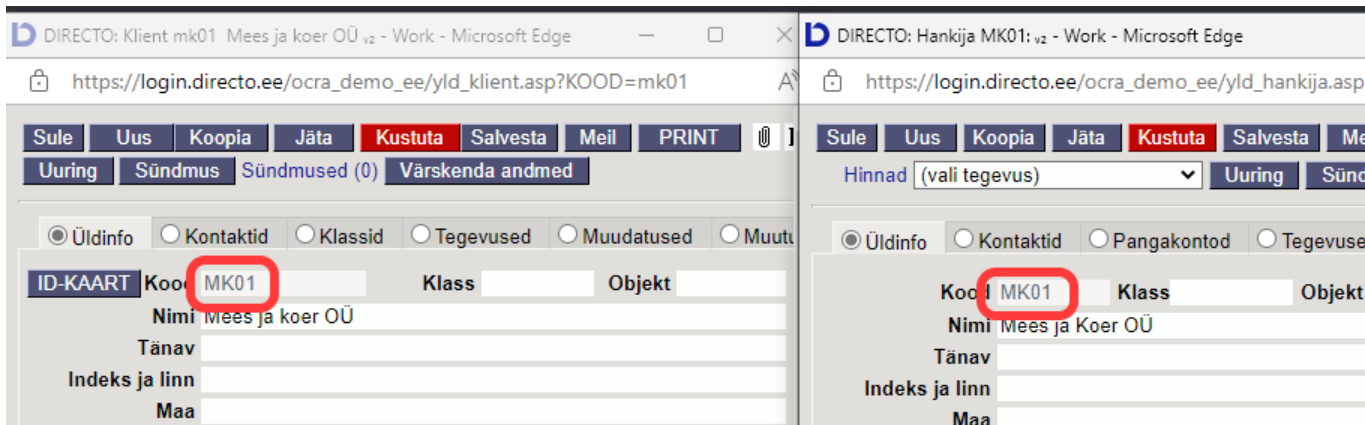 DIRECTO: Klient mk01 Mees ja koer OÜ v2 - Work - Microsoft Edge
https://login.directo.ee/ocra_demo_ee/yld_klient.asp?KOOD=mk01
Sule Uus Koopia Jäta Kustuta Salvesta Meil PRINT
Uuring Sündmus Sündmused (0) Värskenda andmed
Üldinfo Kontaktid Klassid Tegevused Muudatused Muutu
ID-KAART Kood MK01 Klass Objekt
Nimi Mees ja koer OÜ
Tänav
Indeks ja linn
Maa
DIRECTO: Hankija MK01: v2 - Work - Microsoft Edge
https://login.directo.ee/ocra_demo_ee/yld_hankija.asp
Sule Uus Koopia Jäta Kustuta Salvesta Me
Hinnad (vali tegevus) Uuring Sünd
Üldinfo Kontaktid Pangakontod Tegevuse
Kood MK01 Klass Objekt
Nimi Mees ja Koer OÜ
Tänav
Indeks ja linn
Maa